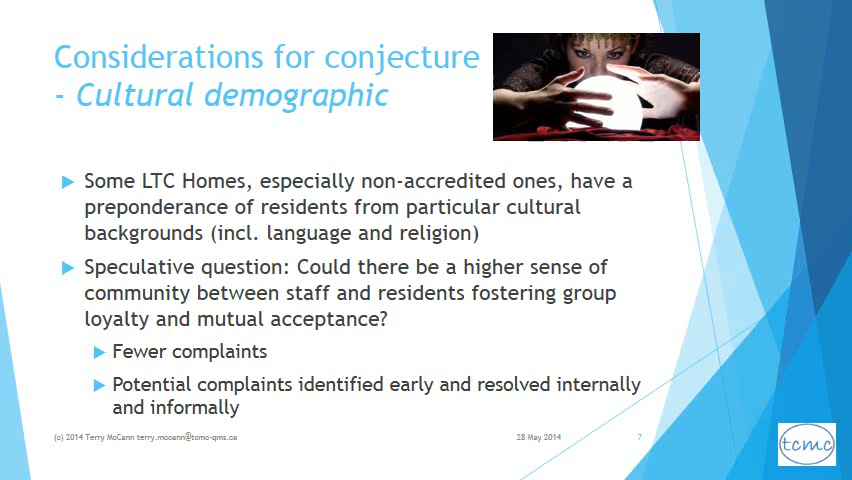 Considerations for conjecture
- Cultural demographic
Some LTC Homes, especially non-accredited ones, have a
preponderance of residents from particular cultural
backgrounds (incl. language and religion)
Speculative question: Could there be a higher sense of
community between staff and residents fostering group
loyalty and mutual acceptance?
Fewer complaints
Potential complaints identified early and resolved internally
and informally
(c) 2014 Terry McCann terry.mccann@tcmc-qms.ca
28 May 2014
7
tcmc